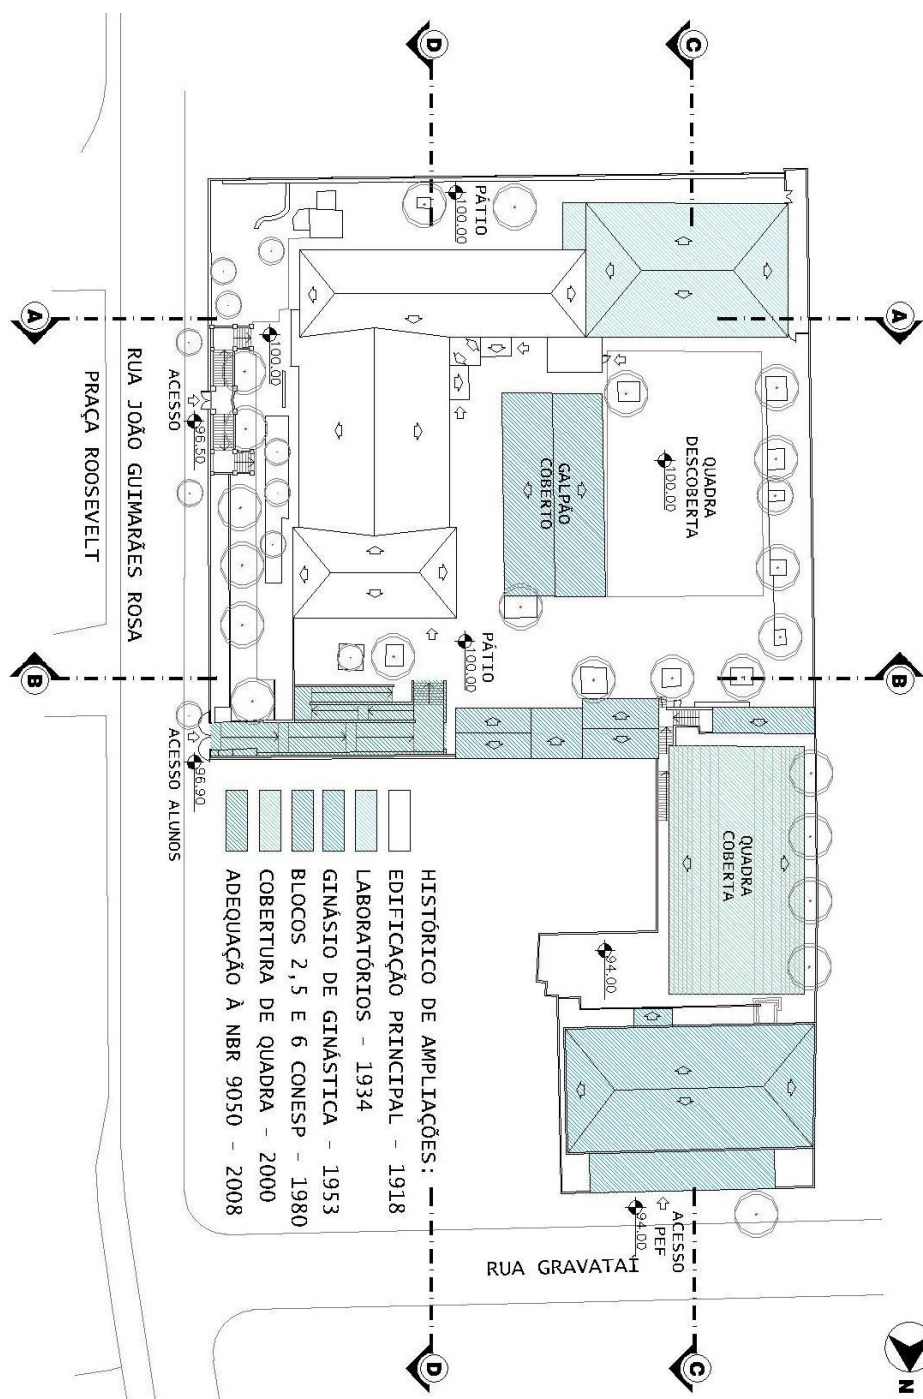 D
C
PÁTIO
100.00
A
A
100.00
ACESSO
96.50
RUA JOÃO GUIMARÃES ROSA
PRAÇA ROOSEVELT
QUADRA
DESCOBERTA
100.00
GALPÃO
COBERTO
PÁTIO
100.00
B
B
ACESSO ALUNOS
96.90
QUADRA
COBERTA
94.00
HISTÓRICO DE AMPLIAÇÕES:
EDIFICAÇÃO PRINCIPAL - 1918
LABORATÓRIOS - 1934
GINÁSIO DE GINÁSTICA - 1953
BLOCOS 2,5 E 6 CONESP - 1980
COBERTURA DE QUADRA - 2000
ADEQUAÇÃO À NBR 9050 - 2008
ACESSO
PEF
94.00
RUA GRAVATAÍ
D
C
N